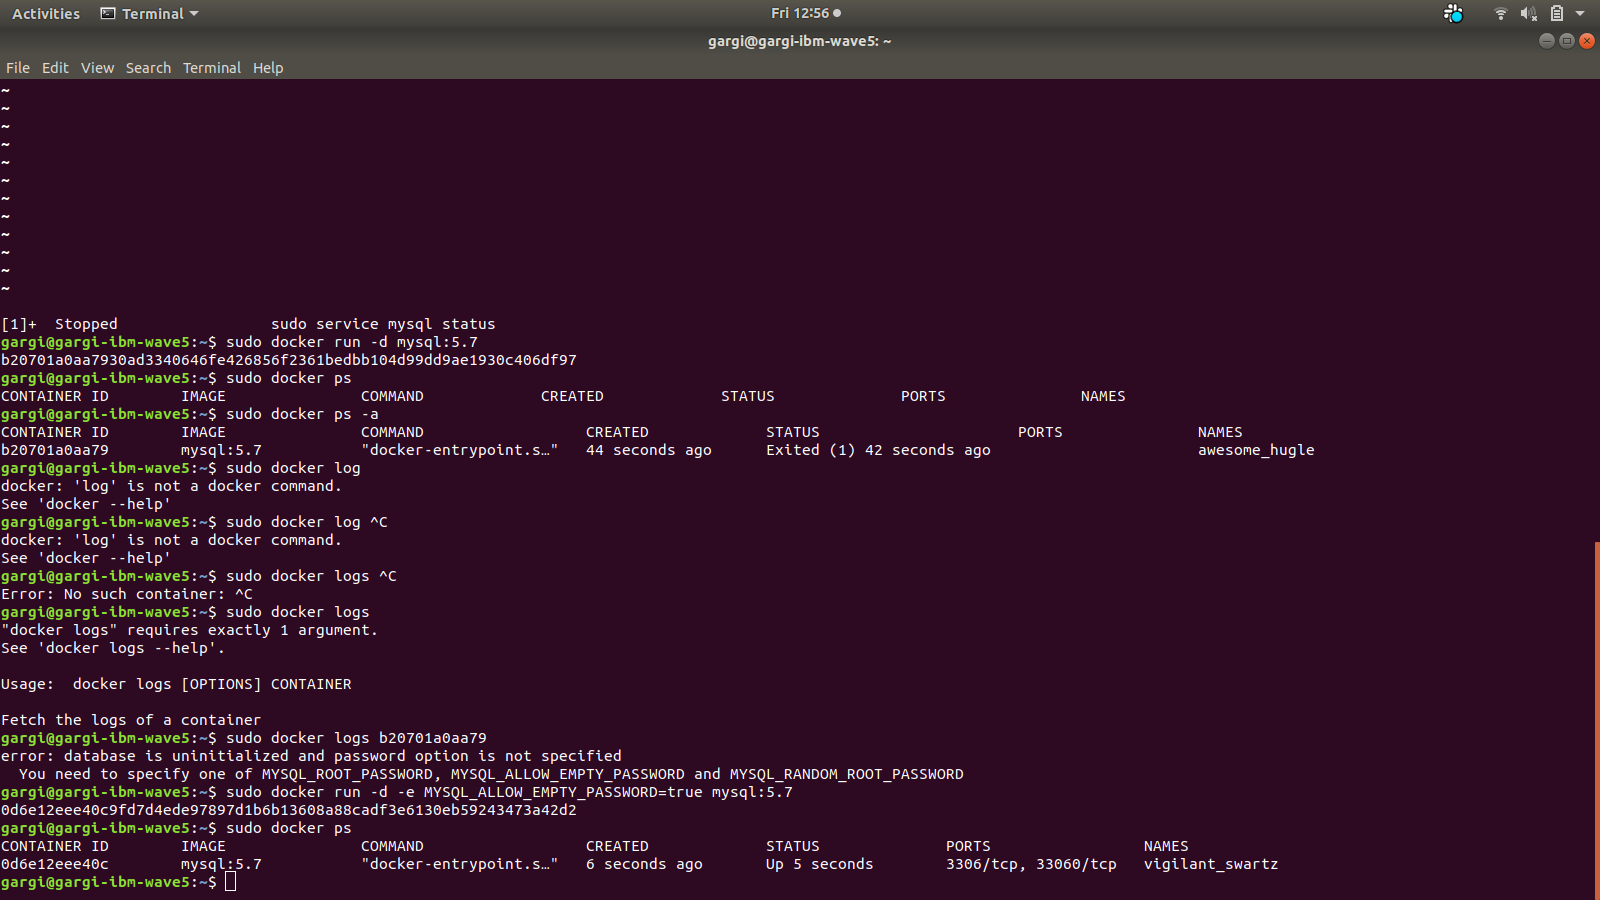 Activities Terminal Fri 12:56
gargi@gargi-ibm-wave5: ~
File Edit View Search Terminal Help
~
~
~
~
~
~
~
~
~
~
~
~
[1]+  Stopped                 sudo service mysql status
gargi@gargi-ibm-wave5:~$ sudo docker run -d mysql:5.7
b20701a0aa7930ad3340646fe426856f2361bedbb104d99dd9ae1930c406df97
gargi@gargi-ibm-wave5:~$ sudo docker ps
CONTAINER ID        IMAGE               COMMAND             CREATED             STATUS              PORTS               NAMES
gargi@gargi-ibm-wave5:~$ sudo docker ps -a
CONTAINER ID        IMAGE               COMMAND                  CREATED             STATUS                      PORTS               NAMES
b20701a0aa79        mysql:5.7           "docker-entrypoint.s…"   44 seconds ago      Exited (1) 42 seconds ago                       awesome_hugle
gargi@gargi-ibm-wave5:~$ sudo docker log
docker: 'log' is not a docker command.
See 'docker --help'
gargi@gargi-ibm-wave5:~$ sudo docker log ^C
docker: 'log' is not a docker command.
See 'docker --help'
gargi@gargi-ibm-wave5:~$ sudo docker logs ^C
Error: No such container: ^C
gargi@gargi-ibm-wave5:~$ sudo docker logs
"docker logs" requires exactly 1 argument.
See 'docker logs --help'.
Usage:  docker logs [OPTIONS] CONTAINER
Fetch the logs of a container
gargi@gargi-ibm-wave5:~$ sudo docker logs b20701a0aa79
error: database is uninitialized and password option is not specified
  You need to specify one of MYSQL_ROOT_PASSWORD, MYSQL_ALLOW_EMPTY_PASSWORD and MYSQL_RANDOM_ROOT_PASSWORD
gargi@gargi-ibm-wave5:~$ sudo docker run -d -e MYSQL_ALLOW_EMPTY_PASSWORD=true mysql:5.7
0d6e12eee40c9fd7d4ede97897d1b6b13608a88cadf3e6130eb59243473a42d2
gargi@gargi-ibm-wave5:~$ sudo docker ps
CONTAINER ID        IMAGE               COMMAND                  CREATED             STATUS              PORTS                 NAMES
0d6e12eee40c        mysql:5.7           "docker-entrypoint.s…"   6 seconds ago       Up 5 seconds        3306/tcp, 33060/tcp   vigilant_swartz
gargi@gargi-ibm-wave5:~$